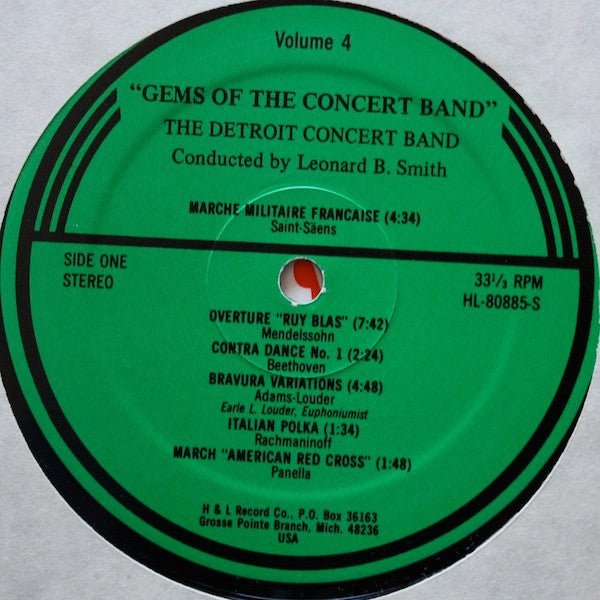 Volume 4
"GEMS OF THE CONCERT BAND"
THE DETROIT CONCERT BAND
Conducted by Leonard B. Smith
MARCHE MILITAIRE FRANCAISE (4:34)
Saint-Säens
SIDE ONE
STEREO
33⅓ RPM
HL-80885-S
OVERTURE "RUY BLAS" (7:42)
Mendelssohn
CONTRA DANCE No. 1 (2:24)
Beethoven
BRAVURA VARIATIONS (4:48)
Adams-Louder
Earle L. Louder, Euphoniumist
ITALIAN POLKA (1:34)
Rachmaninoff
MARCH "AMERICAN RED CROSS" (1:48)
Panella
H & L Record Co., P.O. Box 36163
Grosse Pointe Branch, Mich. 48236
USA